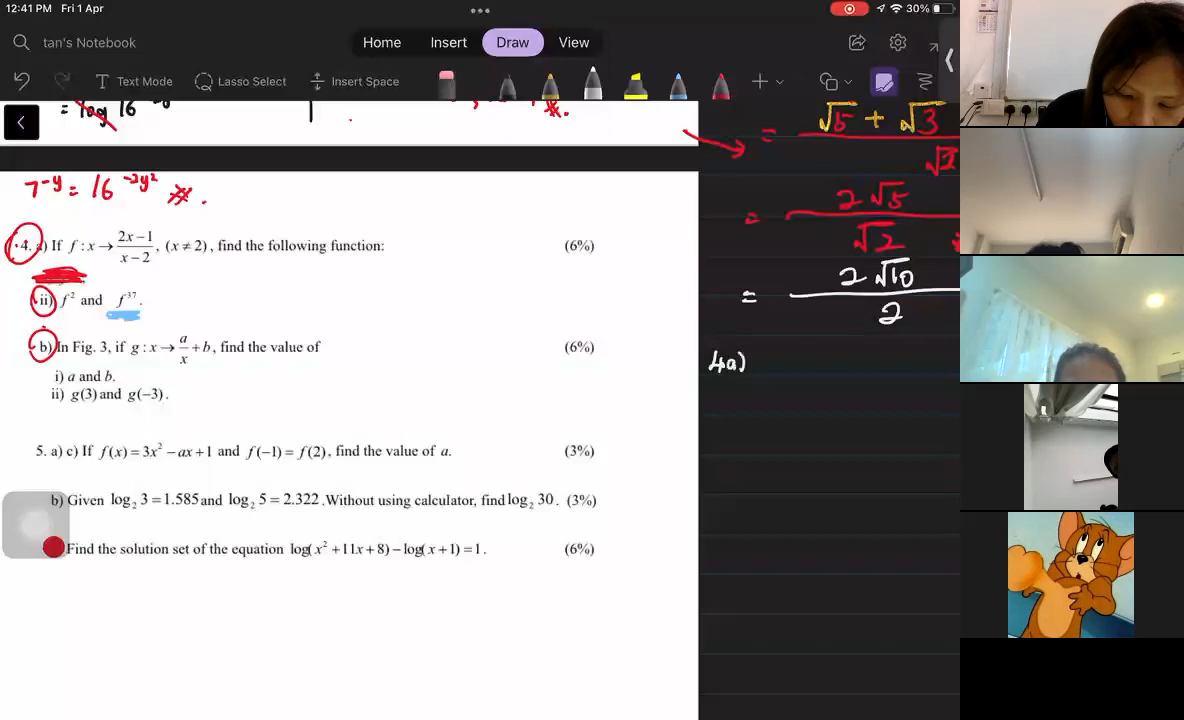 12:41 PM Fri 1 Apr
30%
tan's Notebook
Home Insert Draw View
Text Mode Lasso Select Insert Space
= log 16
7^-y = 16^-2y²
= √5 + √3
2√5
√2
= 2√10
2
4a)
4. a) If f : x → (2x − 1)/(x − 2), (x ≠ 2), find the following function: (6%)
ii) f² and f³⁷.
b) In Fig. 3, if g : x → a/x + b, find the value of (6%)
i) a and b.
ii) g(3) and g(−3).
5. a) c) If f(x) = 3x² − ax + 1 and f(−1) = f(2), find the value of a. (3%)
b) Given log₂ 3 = 1.585 and log₂ 5 = 2.322. Without using calculator, find log₂ 30. (3%)
Find the solution set of the equation log(x² + 11x + 8) − log(x + 1) = 1. (6%)